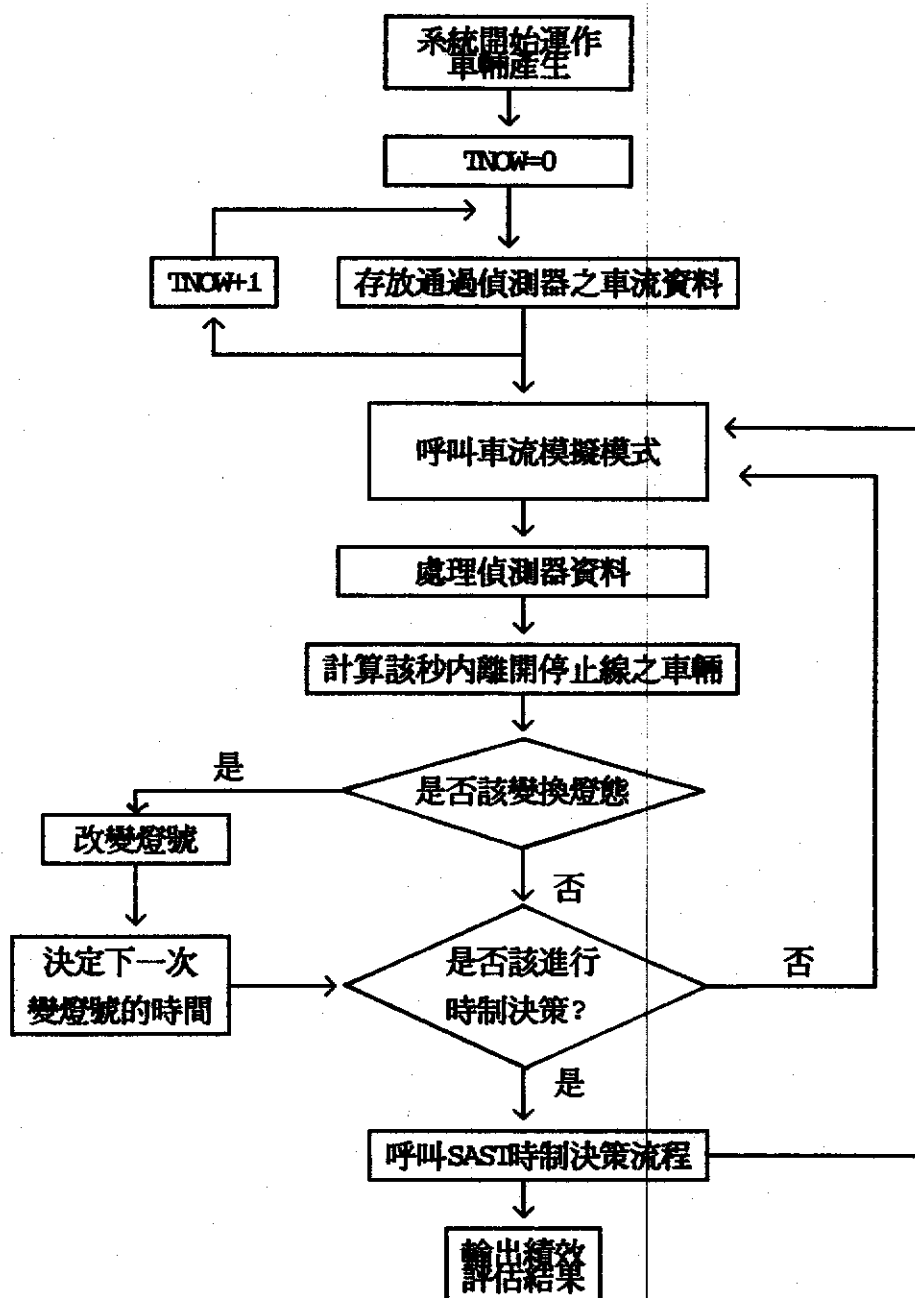 系統開始運作
車輛產生
TNOW=0
TNOW+1
存放通過偵測器之車流資料
呼叫車流模擬模式
處理偵測器資料
計算該秒內離開停止線之車輛
是
是否該變換燈態
改變燈號
否
決定下一次
變燈號的時間
是否該進行
時制決策?
否
是
呼叫SAST時制決策流程
輸出績效
評估結果